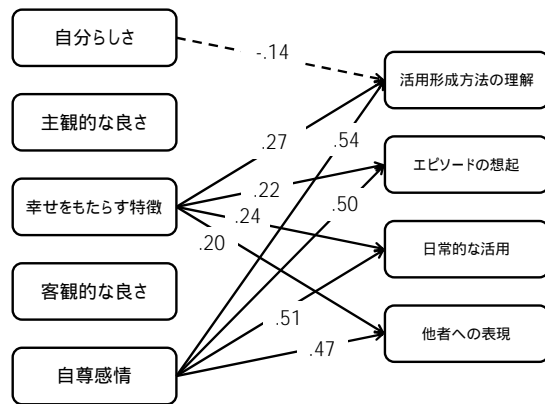 自分らしさ
主観的な良さ
幸せをもたらす特徴
客観的な良さ
自尊感情
-.14
.27
.54
.22
.50
.24
.20
.51
.47
活用形成方法の理解
エピソードの想起
日常的な活用
他者への表現